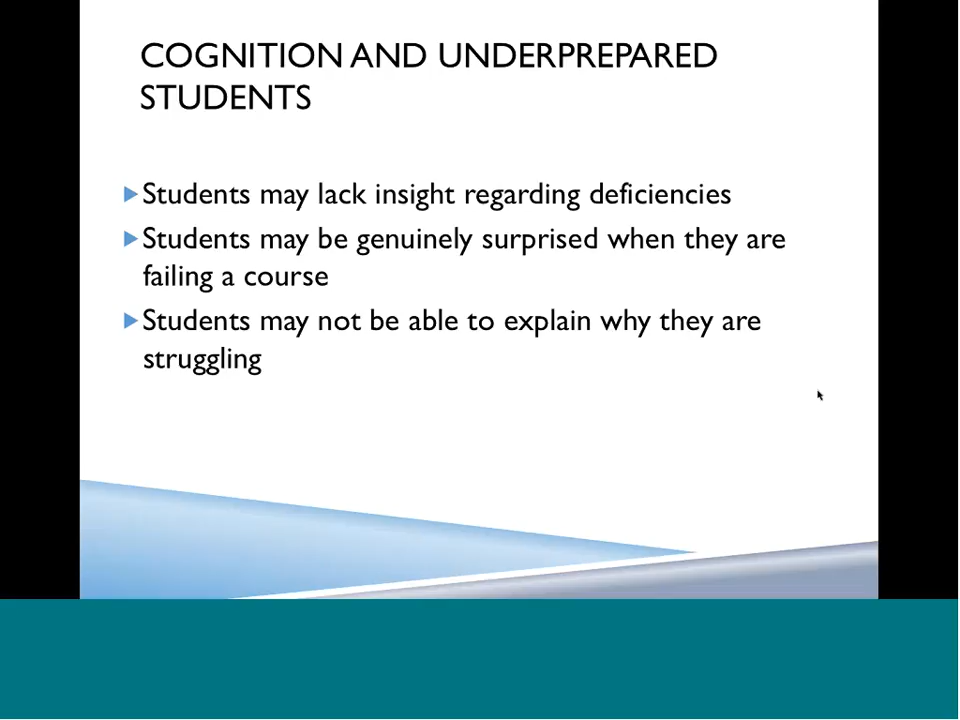 COGNITION AND UNDERPREPARED
STUDENTS
Students may lack insight regarding deficiencies
Students may be genuinely surprised when they are
failing a course
Students may not be able to explain why they are
struggling